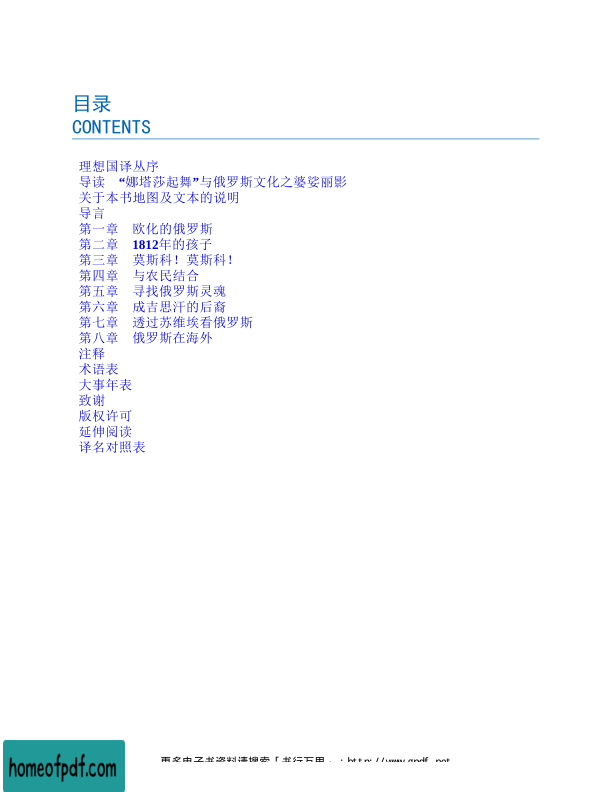 目录
CONTENTS
理想国译丛序
导读 “娜塔莎起舞”与俄罗斯文化之婆娑丽影
关于本书地图及文本的说明
导言
第一章 欧化的俄罗斯
第二章 1812年的孩子
第三章 莫斯科！莫斯科！
第四章 与农民结合
第五章 寻找俄罗斯灵魂
第六章 成吉思汗的后裔
第七章 透过苏维埃看俄罗斯
第八章 俄罗斯在海外
注释
术语表
大事年表
致谢
版权许可
延伸阅读
译名对照表
更多电子书资料请搜索「书行万里」：http://www.gpdf.net
homeofpdf.com